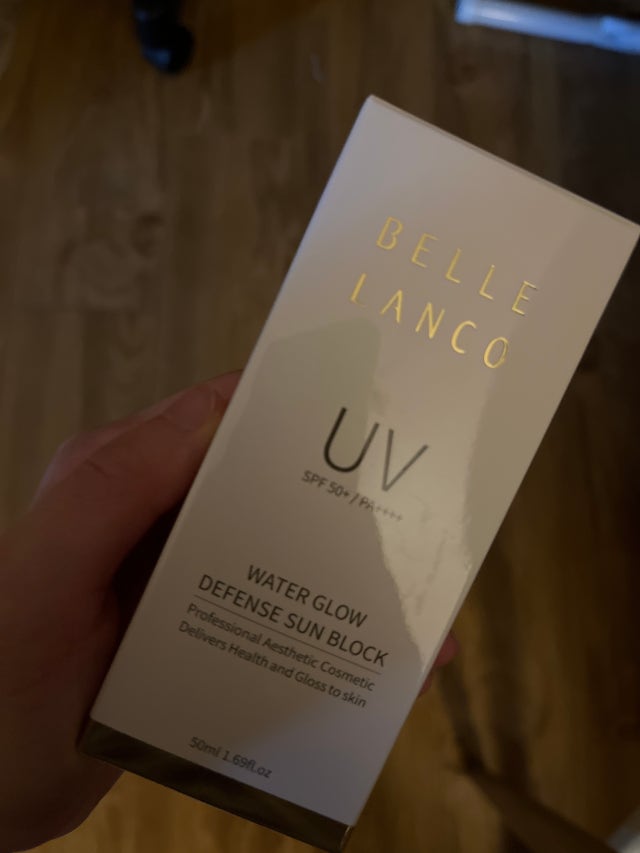 BELLE
LANCO
UV
SPF 50+ / PA++++
WATER GLOW
DEFENSE SUN BLOCK
Professional Aesthetic Cosmetic
Delivers Health and Gloss to skin
50ml 1.69fl.oz